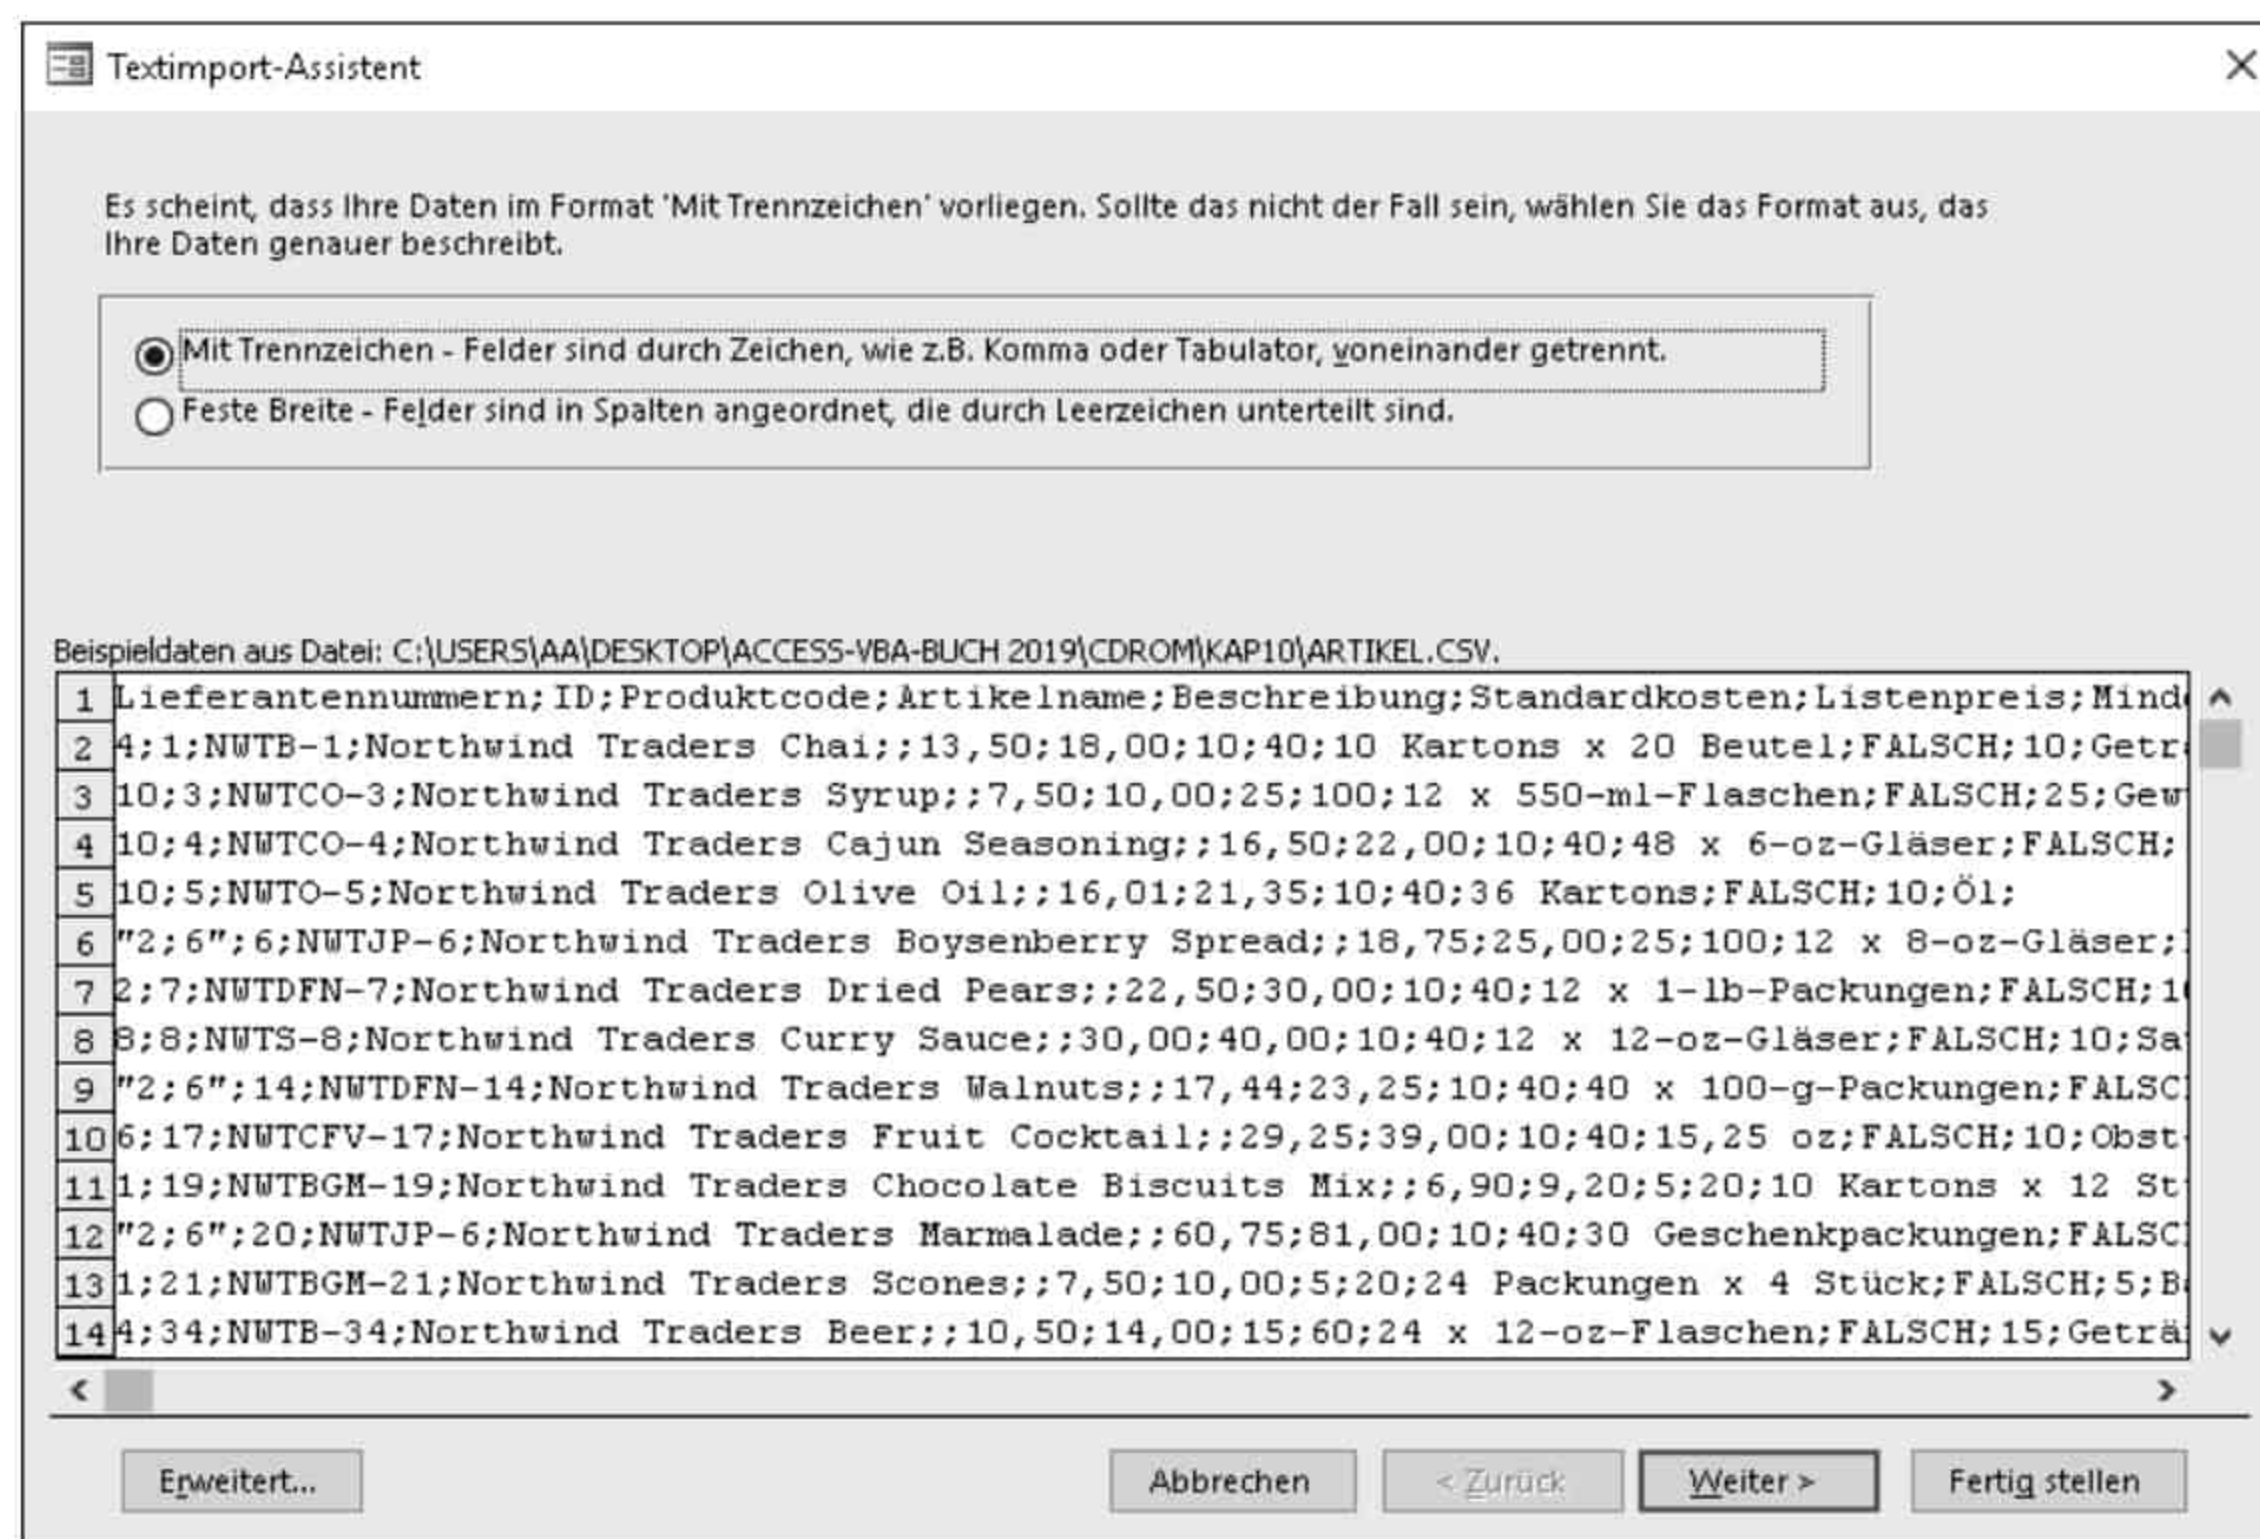 Textimport-Assistent
Es scheint, dass Ihre Daten im Format 'Mit Trennzeichen' vorliegen. Sollte das nicht der Fall sein, wählen Sie das Format aus, das
Ihre Daten genauer beschreibt.
Mit Trennzeichen - Felder sind durch Zeichen, wie z.B. Komma oder Tabulator, voneinander getrennt.
Feste Breite - Felder sind in Spalten angeordnet, die durch Leerzeichen unterteilt sind.
Beispieldaten aus Datei: C:\USERS\AA\DESKTOP\ACCESS-VBA-BUCH 2019\CDROM\KAP10\ARTIKEL.CSV.
1 Lieferantennummern;ID;Produktcode;Artikelname;Beschreibung;Standardkosten;Listenpreis;Mind
2 4;1;NWTB-1;Northwind Traders Chai;;13,50;18,00;10;40;10 Kartons x 20 Beutel;FALSCH;10;Getr
3 10;3;NWTCO-3;Northwind Traders Syrup;;7,50;10,00;25;100;12 x 550-ml-Flaschen;FALSCH;25;Gew
4 10;4;NWTCO-4;Northwind Traders Cajun Seasoning;;16,50;22,00;10;40;48 x 6-oz-Gläser;FALSCH;
5 10;5;NWTO-5;Northwind Traders Olive Oil;;16,01;21,35;10;40;36 Kartons;FALSCH;10;Öl;
6 "2;6";6;NWTJP-6;Northwind Traders Boysenberry Spread;;18,75;25,00;25;100;12 x 8-oz-Gläser;
7 2;7;NWTDFN-7;Northwind Traders Dried Pears;;22,50;30,00;10;40;12 x 1-lb-Packungen;FALSCH;1
8 8;8;NWTS-8;Northwind Traders Curry Sauce;;30,00;40,00;10;40;12 x 12-oz-Gläser;FALSCH;10;Sa
9 "2;6";14;NWTDFN-14;Northwind Traders Walnuts;;17,44;23,25;10;40;40 x 100-g-Packungen;FALSC
10 6;17;NWTCFV-17;Northwind Traders Fruit Cocktail;;29,25;39,00;10;40;15,25 oz;FALSCH;10;Obst
11 1;19;NWTBGM-19;Northwind Traders Chocolate Biscuits Mix;;6,90;9,20;5;20;10 Kartons x 12 St
12 "2;6";20;NWTJP-6;Northwind Traders Marmalade;;60,75;81,00;10;40;30 Geschenkpackungen;FALSC
13 1;21;NWTBGM-21;Northwind Traders Scones;;7,50;10,00;5;20;24 Packungen x 4 Stück;FALSCH;5;B
14 4;34;NWTB-34;Northwind Traders Beer;;10,50;14,00;15;60;24 x 12-oz-Flaschen;FALSCH;15;Geträ
Erweitert... Abbrechen < Zurück Weiter > Fertig stellen